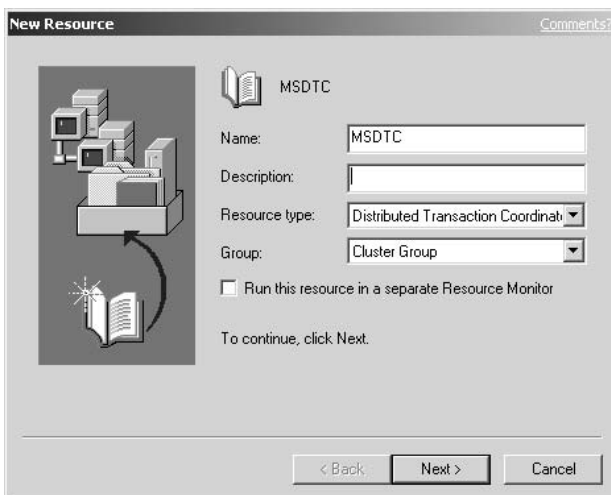 New Resource Comments?
MSDTC
Name: MSDTC
Description:
Resource type: Distributed Transaction Coordinat
Group: Cluster Group
Run this resource in a separate Resource Monitor
To continue, click Next.
< Back Next > Cancel